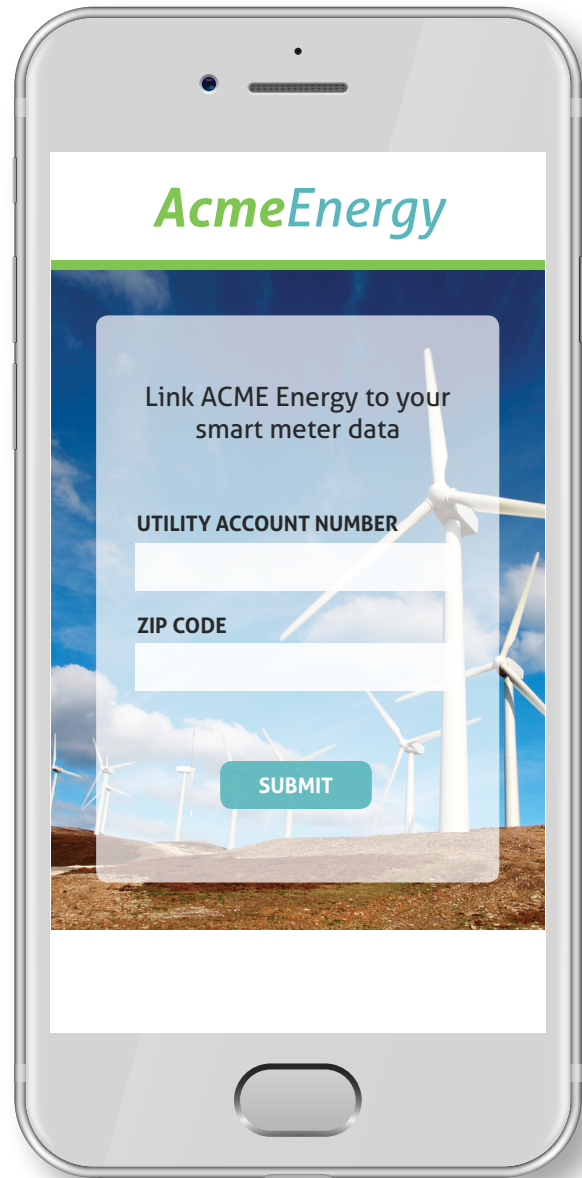 AcmeEnergy
Link ACME Energy to your
smart meter data
UTILITY ACCOUNT NUMBER
ZIP CODE
SUBMIT